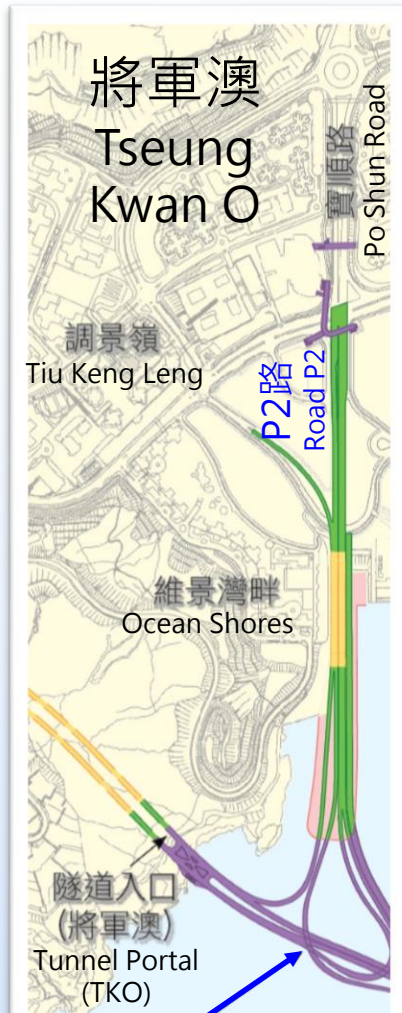 將軍澳
Tseung
Kwan O
寶順路
Po Shun Road
調景嶺
Tiu Keng Leng
P2路
Road P2
維景灣畔
Ocean Shores
隧道入口
(將軍澳)
Tunnel Portal
(TKO)